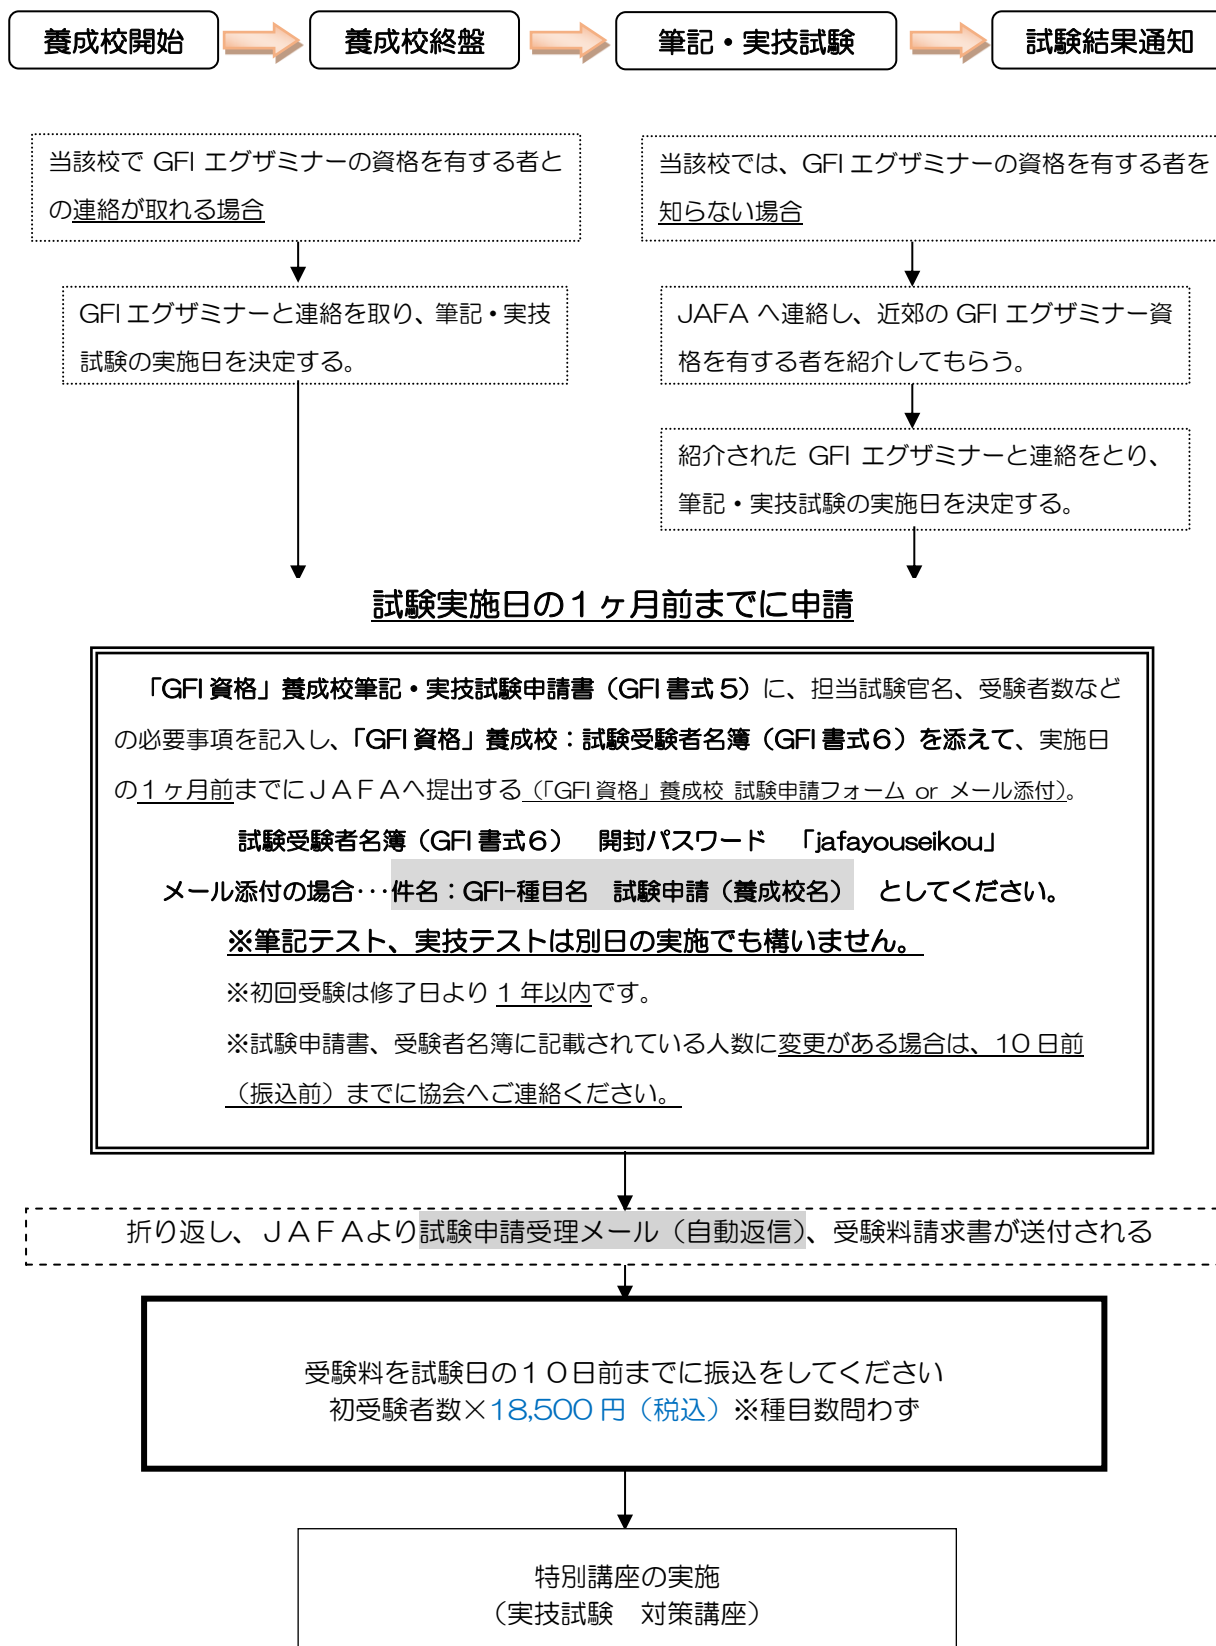 養成校開始
養成校終盤
筆記・実技試験
試験結果通知
当該校で GFI エグザミナーの資格を有する者と
の連絡が取れる場合
GFI エグザミナーと連絡を取り、筆記・実技
試験の実施日を決定する。
当該校では、GFI エグザミナーの資格を有する者を
知らない場合
JAFA へ連絡し、近郊の GFI エグザミナー資
格を有する者を紹介してもらう。
紹介された GFI エグザミナーと連絡をとり、
筆記・実技試験の実施日を決定する。
試験実施日の１ヶ月前までに申請
「GFI 資格」養成校筆記・実技試験申請書（GFI 書式 5）に、担当試験官名、受験者数など
の必要事項を記入し、「GFI 資格」養成校：試験受験者名簿（GFI 書式６）を添えて、実施日
の１ヶ月前までにＪＡＦＡへ提出する（「GFI 資格」養成校 試験申請フォーム or メール添付）。
試験受験者名簿（GFI 書式６）　開封パスワード　「jafayouseikou」
メール添付の場合･･･件名：GFI-種目名　試験申請（養成校名）　としてください。
※筆記テスト、実技テストは別日の実施でも構いません。
※初回受験は修了日より 1 年以内です。
※試験申請書、受験者名簿に記載されている人数に変更がある場合は、10 日前
（振込前）までに協会へご連絡ください。
折り返し、ＪＡＦＡより試験申請受理メール（自動返信）、受験料請求書が送付される
受験料を試験日の１０日前までに振込をしてください
初受験者数×18,500 円（税込）※種目数問わず
特別講座の実施
（実技試験　対策講座）